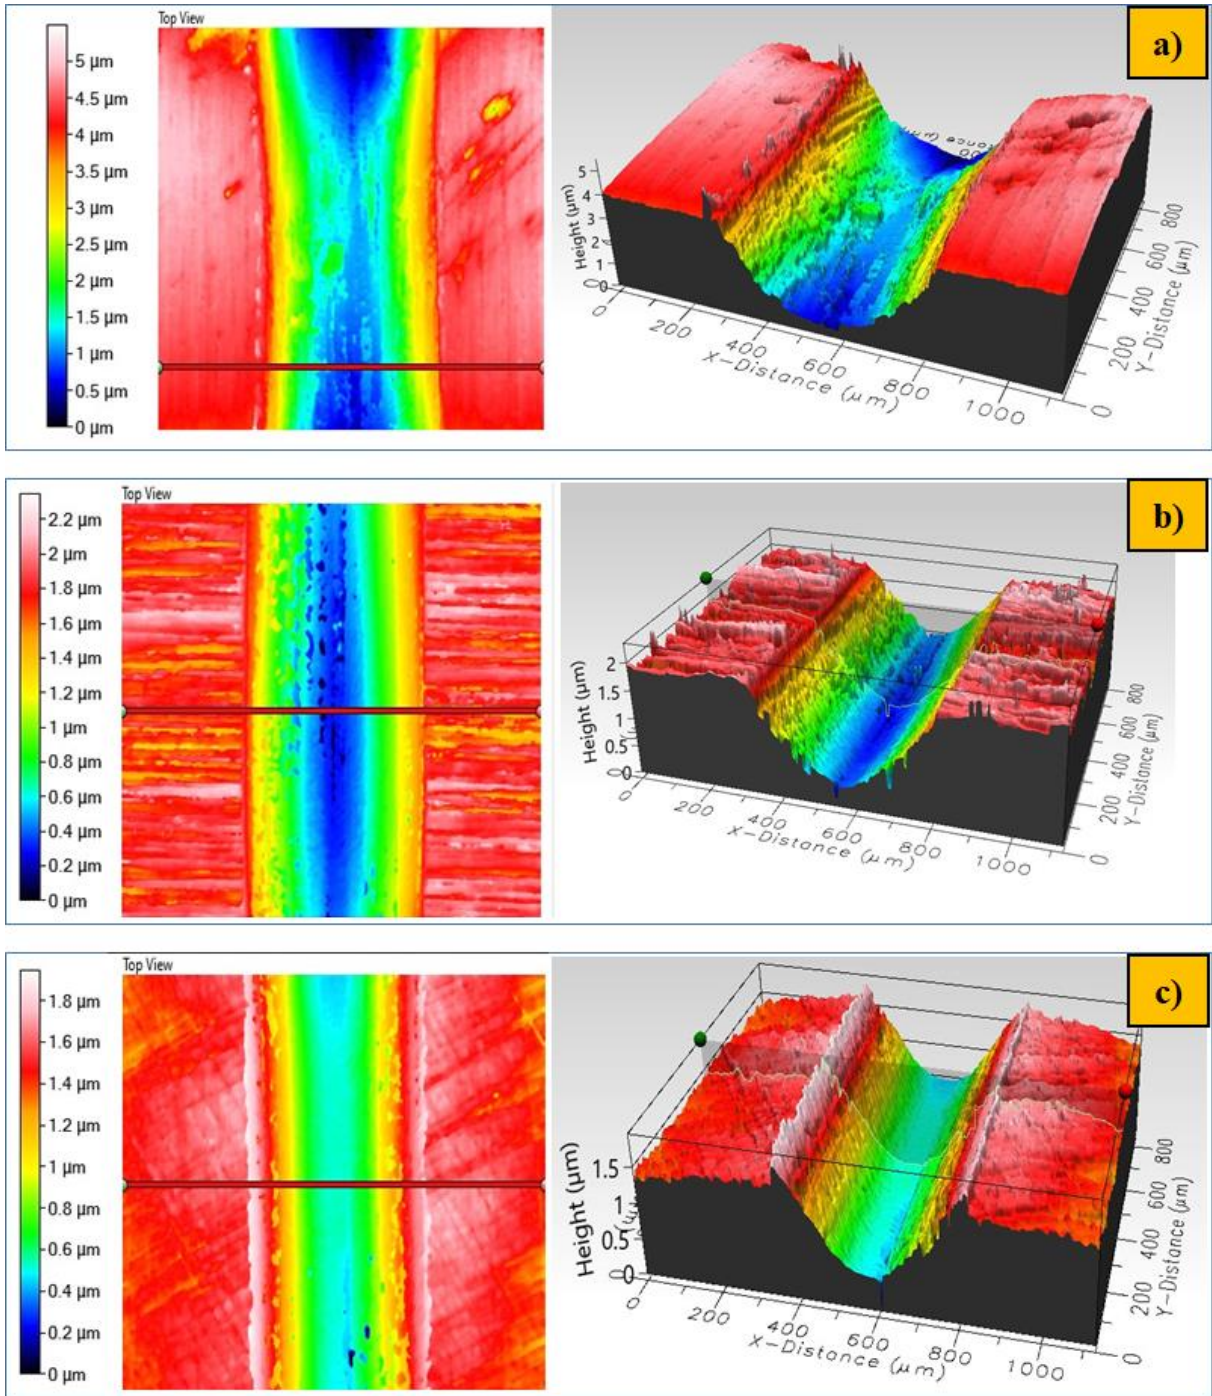 Top View
a)
5 µm
4.5 µm
4 µm
3.5 µm
3 µm
2.5 µm
2 µm
1.5 µm
1 µm
0.5 µm
0 µm
Height (µm)
5
4
3
2
1
0
0
200
400
600
800
1000
X-Distance (µm)
0
200
400
600
800
Y-Distance (µm)
Top View
b)
2.2 µm
2 µm
1.8 µm
1.6 µm
1.4 µm
1.2 µm
1 µm
0.8 µm
0.6 µm
0.4 µm
0.2 µm
0 µm
Height (µm)
2
1.5
1
0.5
0
0
200
400
600
800
1000
X-Distance (µm)
0
200
400
600
800
Y-Distance (µm)
Top View
c)
1.8 µm
1.6 µm
1.4 µm
1.2 µm
1 µm
0.8 µm
0.6 µm
0.4 µm
0.2 µm
0 µm
Height (µm)
1.5
1
0.5
0
0
200
400
600
800
1000
X-Distance (µm)
0
200
400
600
800
Y-Distance (µm)